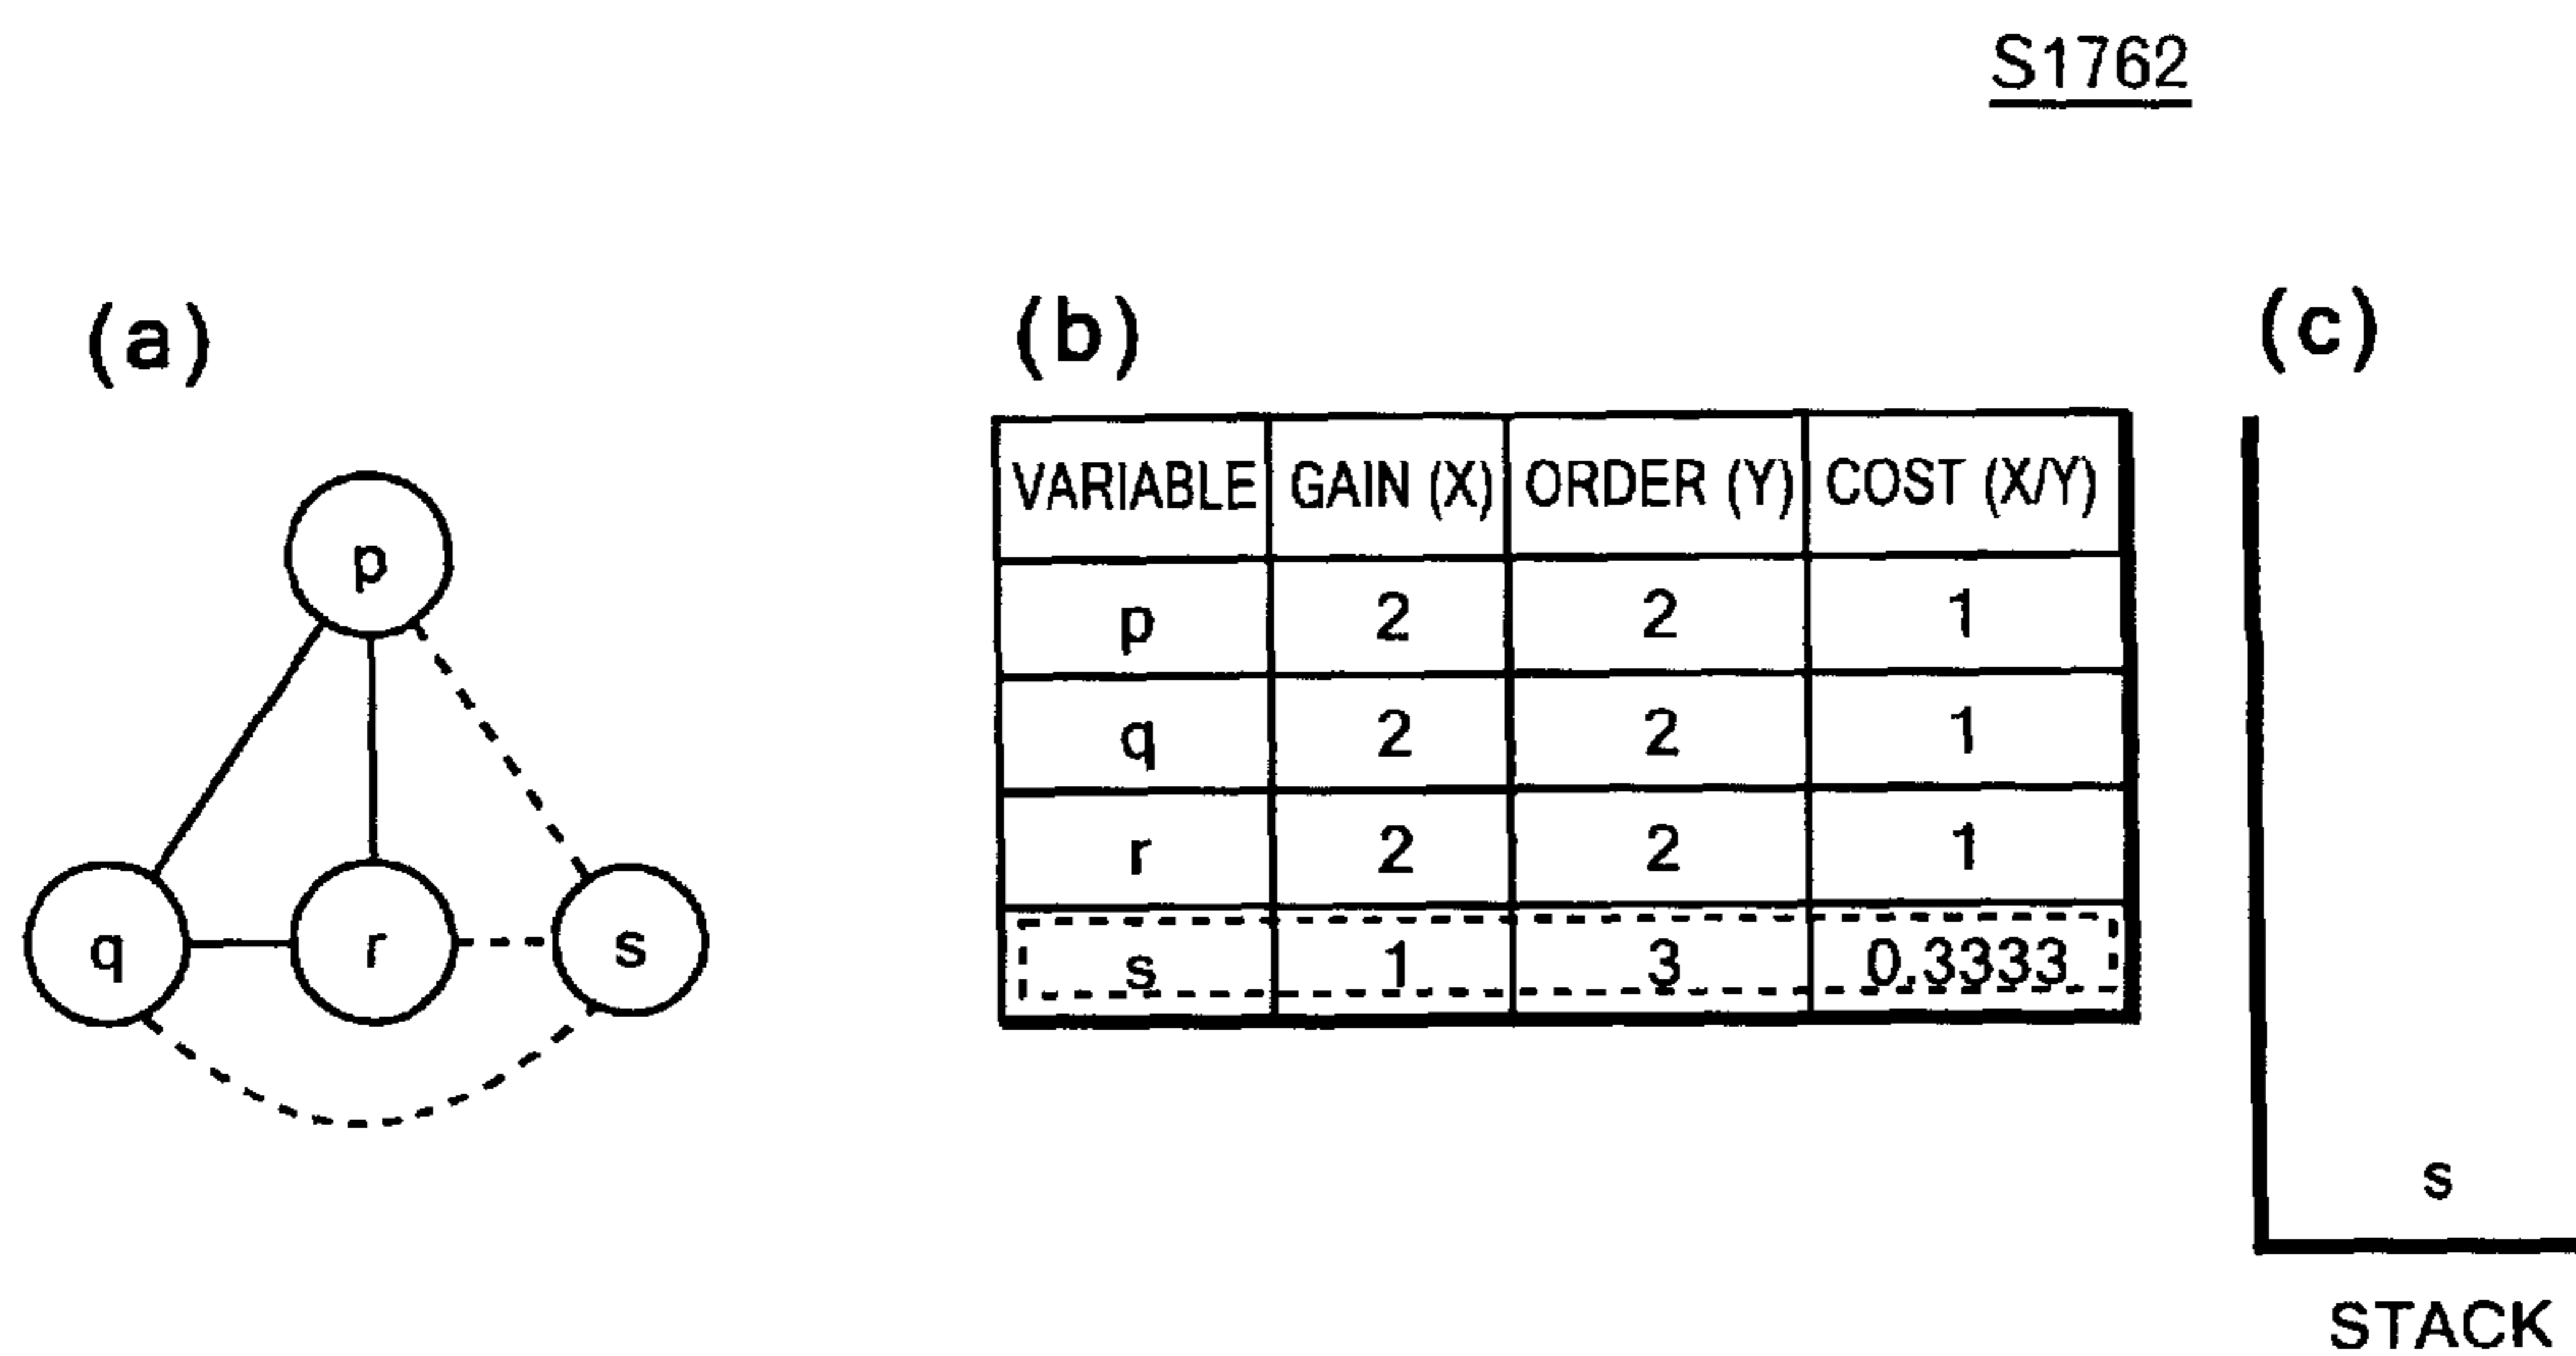 S1762
(a)
p
q r s
(b)
VARIABLE GAIN (X) ORDER (Y) COST (X/Y)
p 2 2 1
q 2 2 1
r 2 2 1
s 1 3 0.3333
(c)
s
STACK